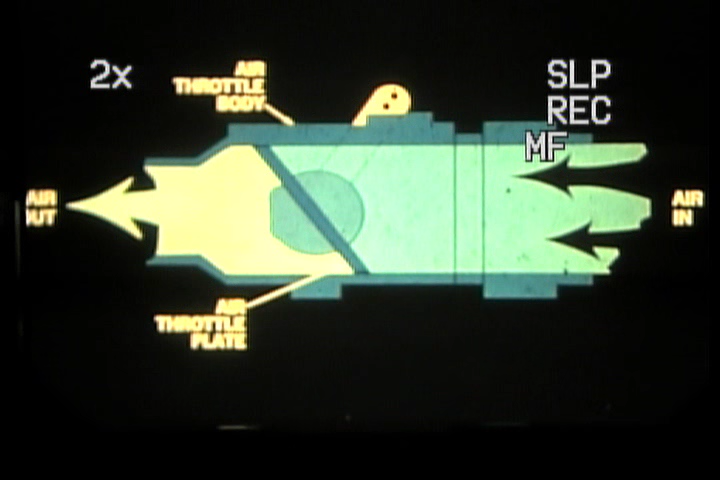 2x
SLP
REC
MF
AIR
THROTTLE
BODY
AIR
OUT
AIR
IN
AIR
THROTTLE
PLATE